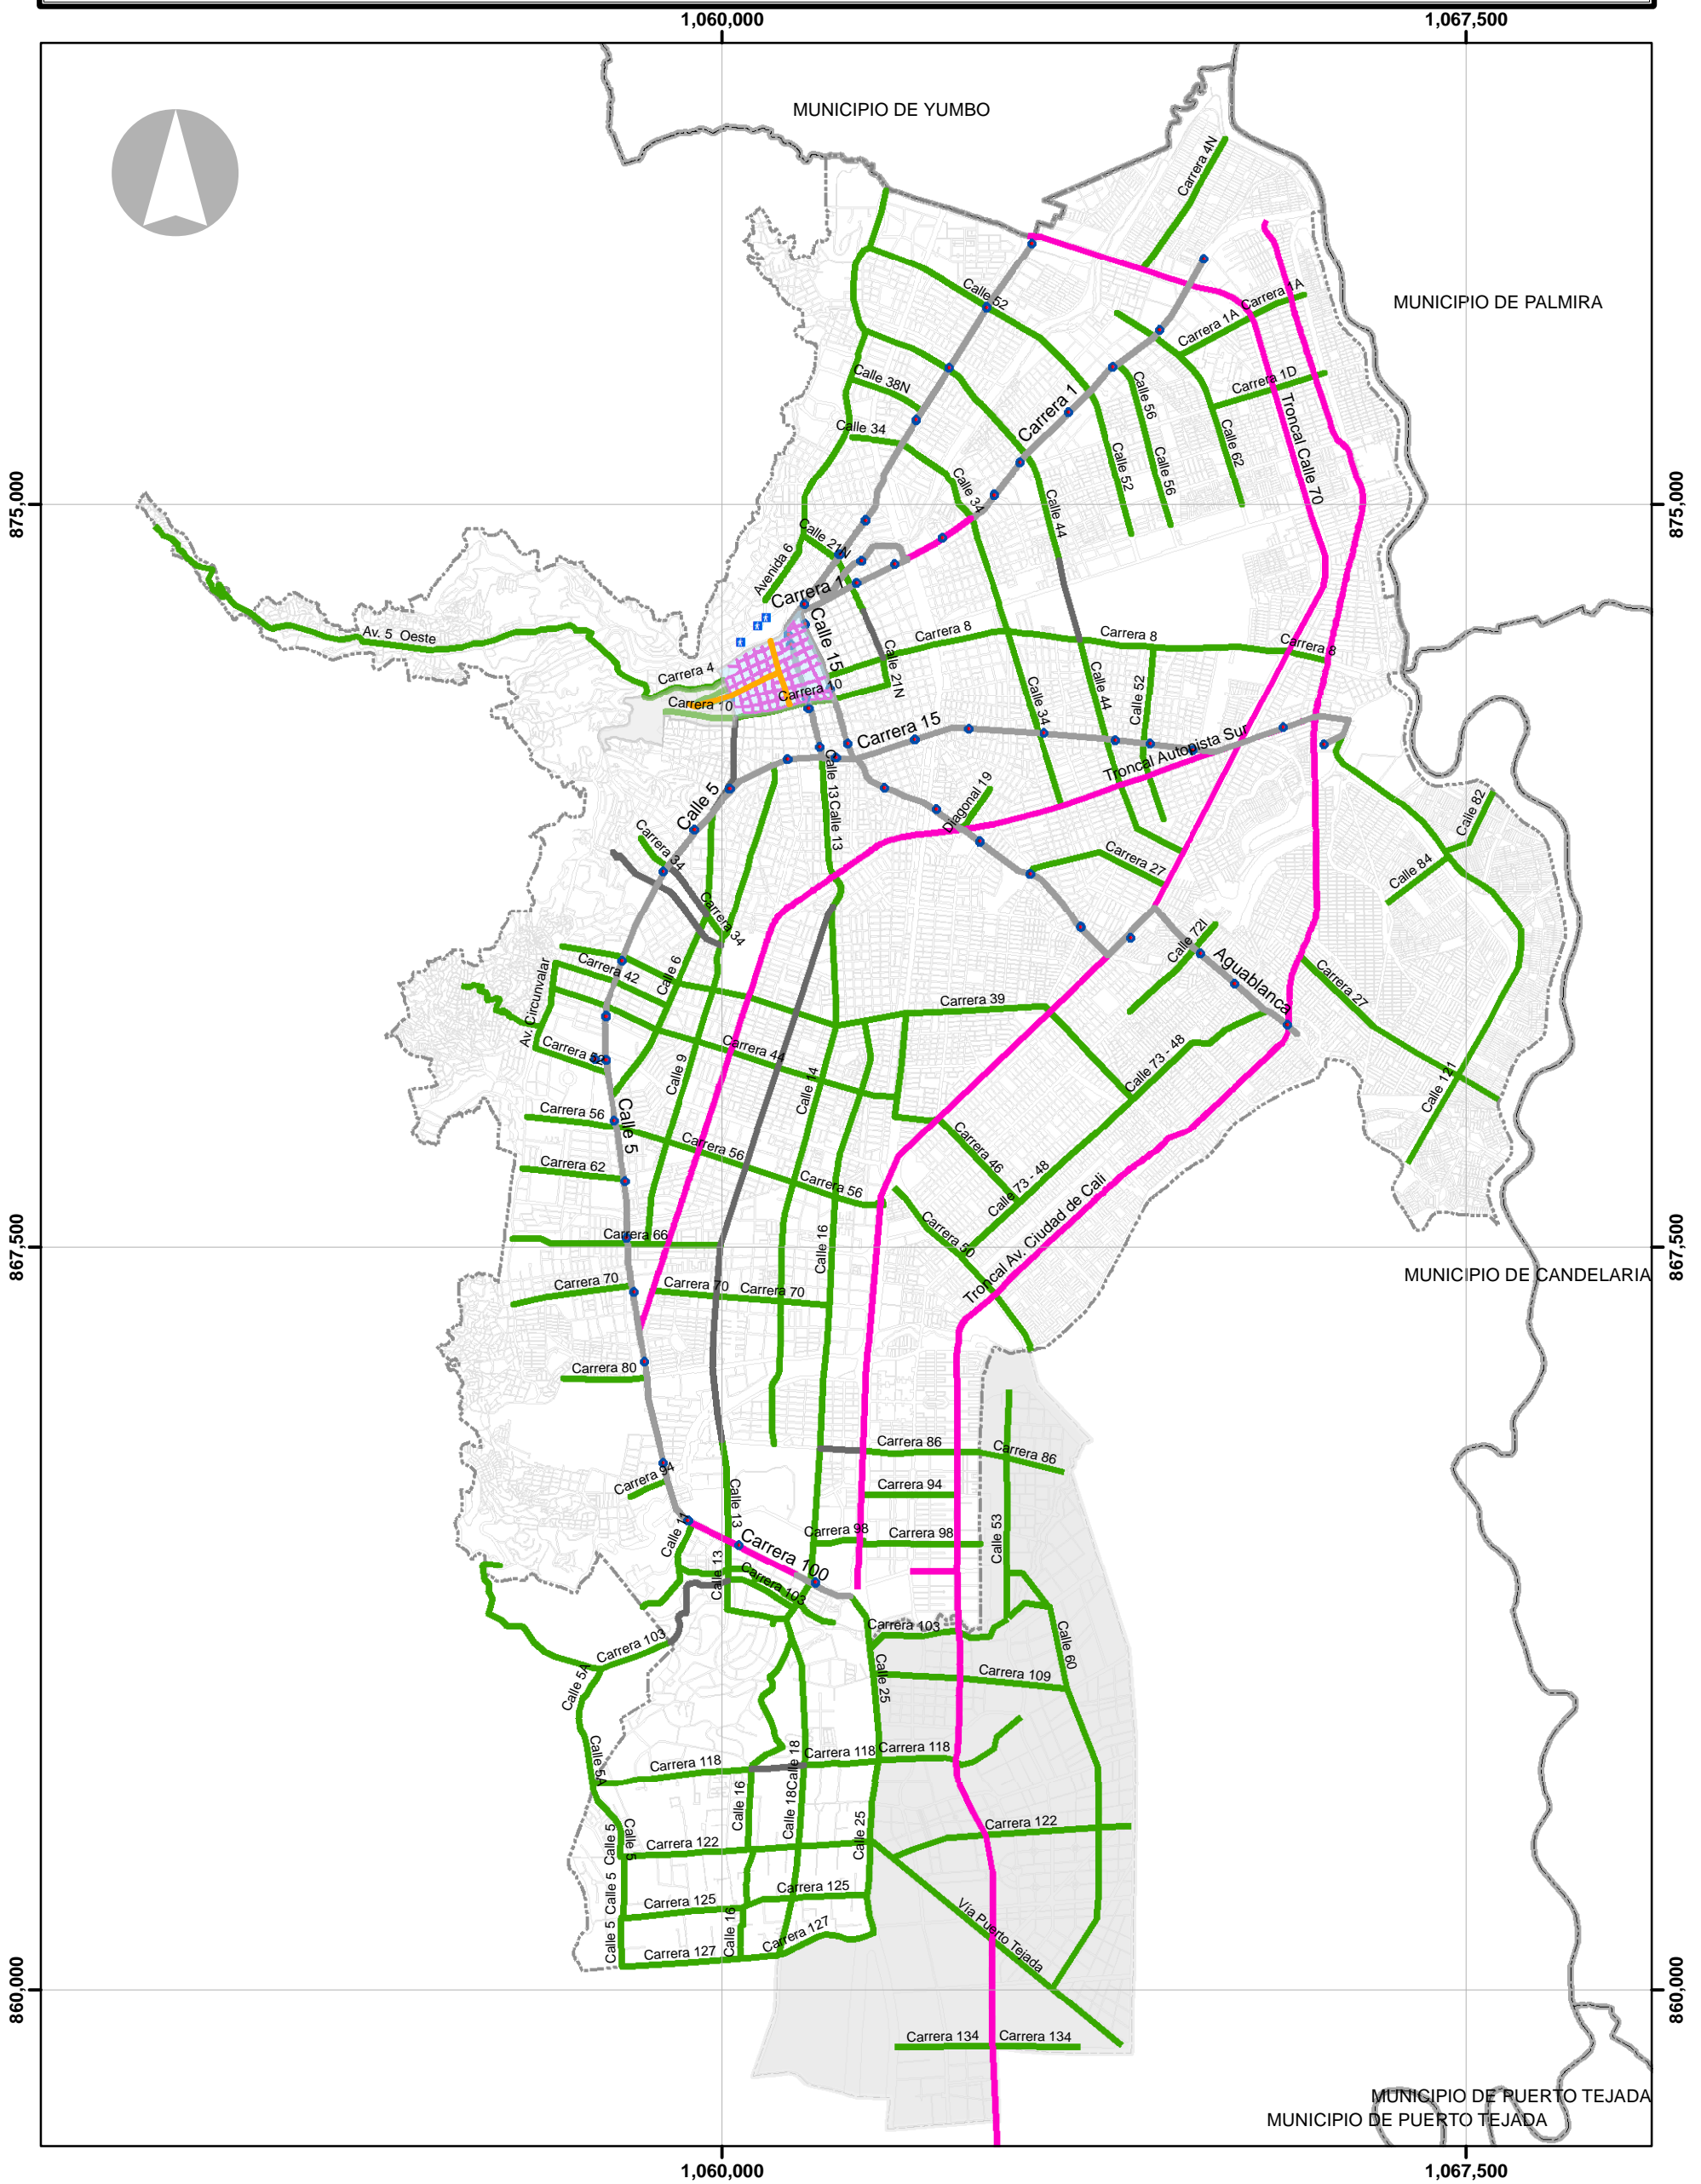 1,060,000
1,067,500
MUNICIPIO DE YUMBO
Carrera 4N
MUNICIPIO DE PALMIRA
Calle 52
Carrera 1A
Carrera 1A
Calle 38N
Calle 56
Carrera 1D
Carrera 1
Troncal Calle 70
Calle 34
Calle 62
Calle 52
Calle 56
Calle 34
875,000
875,000
Calle 44
Calle 21N
Avenida 6
Carrera 1
Calle 15
Av. 5 Oeste
Carrera 8
Carrera 8
Carrera 8
Carrera 4
Calle 21N
Carrera 10
Carrera 10
Calle 44
Calle 52
Calle 34
Carrera 15
Troncal Autopista Sur
Calle 13
Calle 13
Diagonal 19
Calle 5
Calle 82
Carrera 34
Carrera 27
Calle 84
Carrera 34
Calle 72I
Aguablanca
Calle 6
Carrera 42
Carrera 27
Av. Circunvalar
Carrera 39
Carrera 44
Carrera 52
Calle 9
Calle 14
Calle 73 - 48
Calle 121
Carrera 56
Calle 5
Carrera 56
Carrera 46
Carrera 62
Carrera 56
Calle 73 - 48
Troncal Av. Ciudad de Cali
Carrera 66
Calle 16
Carrera 50
867,500
867,500
MUNICIPIO DE CANDELARIA
Carrera 70
Carrera 70
Carrera 70
Carrera 80
Carrera 86
Carrera 86
Carrera 94
Carrera 94
Calle 13
Carrera 98
Carrera 98
Calle 53
Calle 11
Carrera 100
Calle 13
Carrera 103
Carrera 103
Carrera 103
Calle 60
Calle 5A
Calle 25
Carrera 109
Calle 5A
Carrera 118
Carrera 118
Carrera 118
Calle 18
Calle 16
Calle 18
Calle 5
Calle 5
Carrera 122
Calle 25
Carrera 122
Calle 5
Carrera 125
Carrera 125
Calle 5
Calle 16
Carrera 127
Carrera 127
Vía Puerto Tejada
860,000
860,000
Carrera 134
Carrera 134
MUNICIPIO DE PUERTO TEJADA
MUNICIPIO DE PUERTO TEJADA
1,060,000
1,067,500